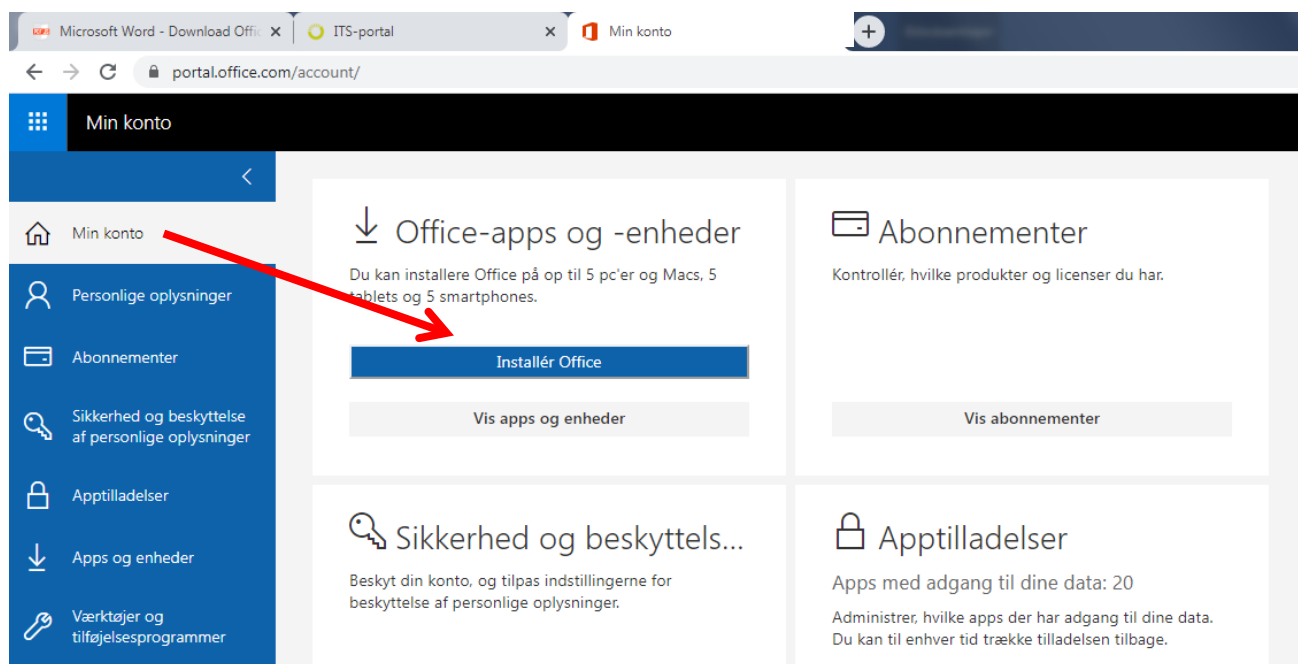 Microsoft Word - Download Offic
ITS-portal
Min konto
portal.office.com/account/
Min konto
Min konto
Personlige oplysninger
Abonnementer
Sikkerhed og beskyttelse
af personlige oplysninger
Apptilladelser
Apps og enheder
Værktøjer og
tilføjelsesprogrammer
Office-apps og -enheder
Du kan installere Office på op til 5 pc'er og Macs, 5
tablets og 5 smartphones.
Installér Office
Vis apps og enheder
Abonnementer
Kontrollér, hvilke produkter og licenser du har.
Vis abonnementer
Sikkerhed og beskyttels...
Beskyt din konto, og tilpas indstillingerne for
beskyttelse af personlige oplysninger.
Apptilladelser
Apps med adgang til dine data: 20
Administrer, hvilke apps der har adgang til dine data.
Du kan til enhver tid trække tilladelsen tilbage.